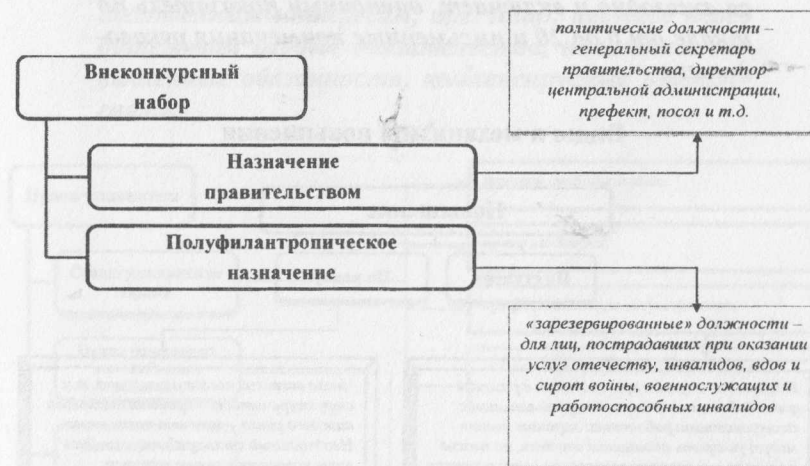 политические должности –
генеральный секретарь
правительства, директор
центральной администрации,
префект, посол и т.д.
Внеконкурсный
набор
Назначение
правительством
Полуфилантропическое
назначение
«зарезервированные» должности –
для лиц, пострадавших при оказании
услуг отечеству, инвалидов, вдов и
сирот войны, военнослужащих и
работоспособных инвалидов